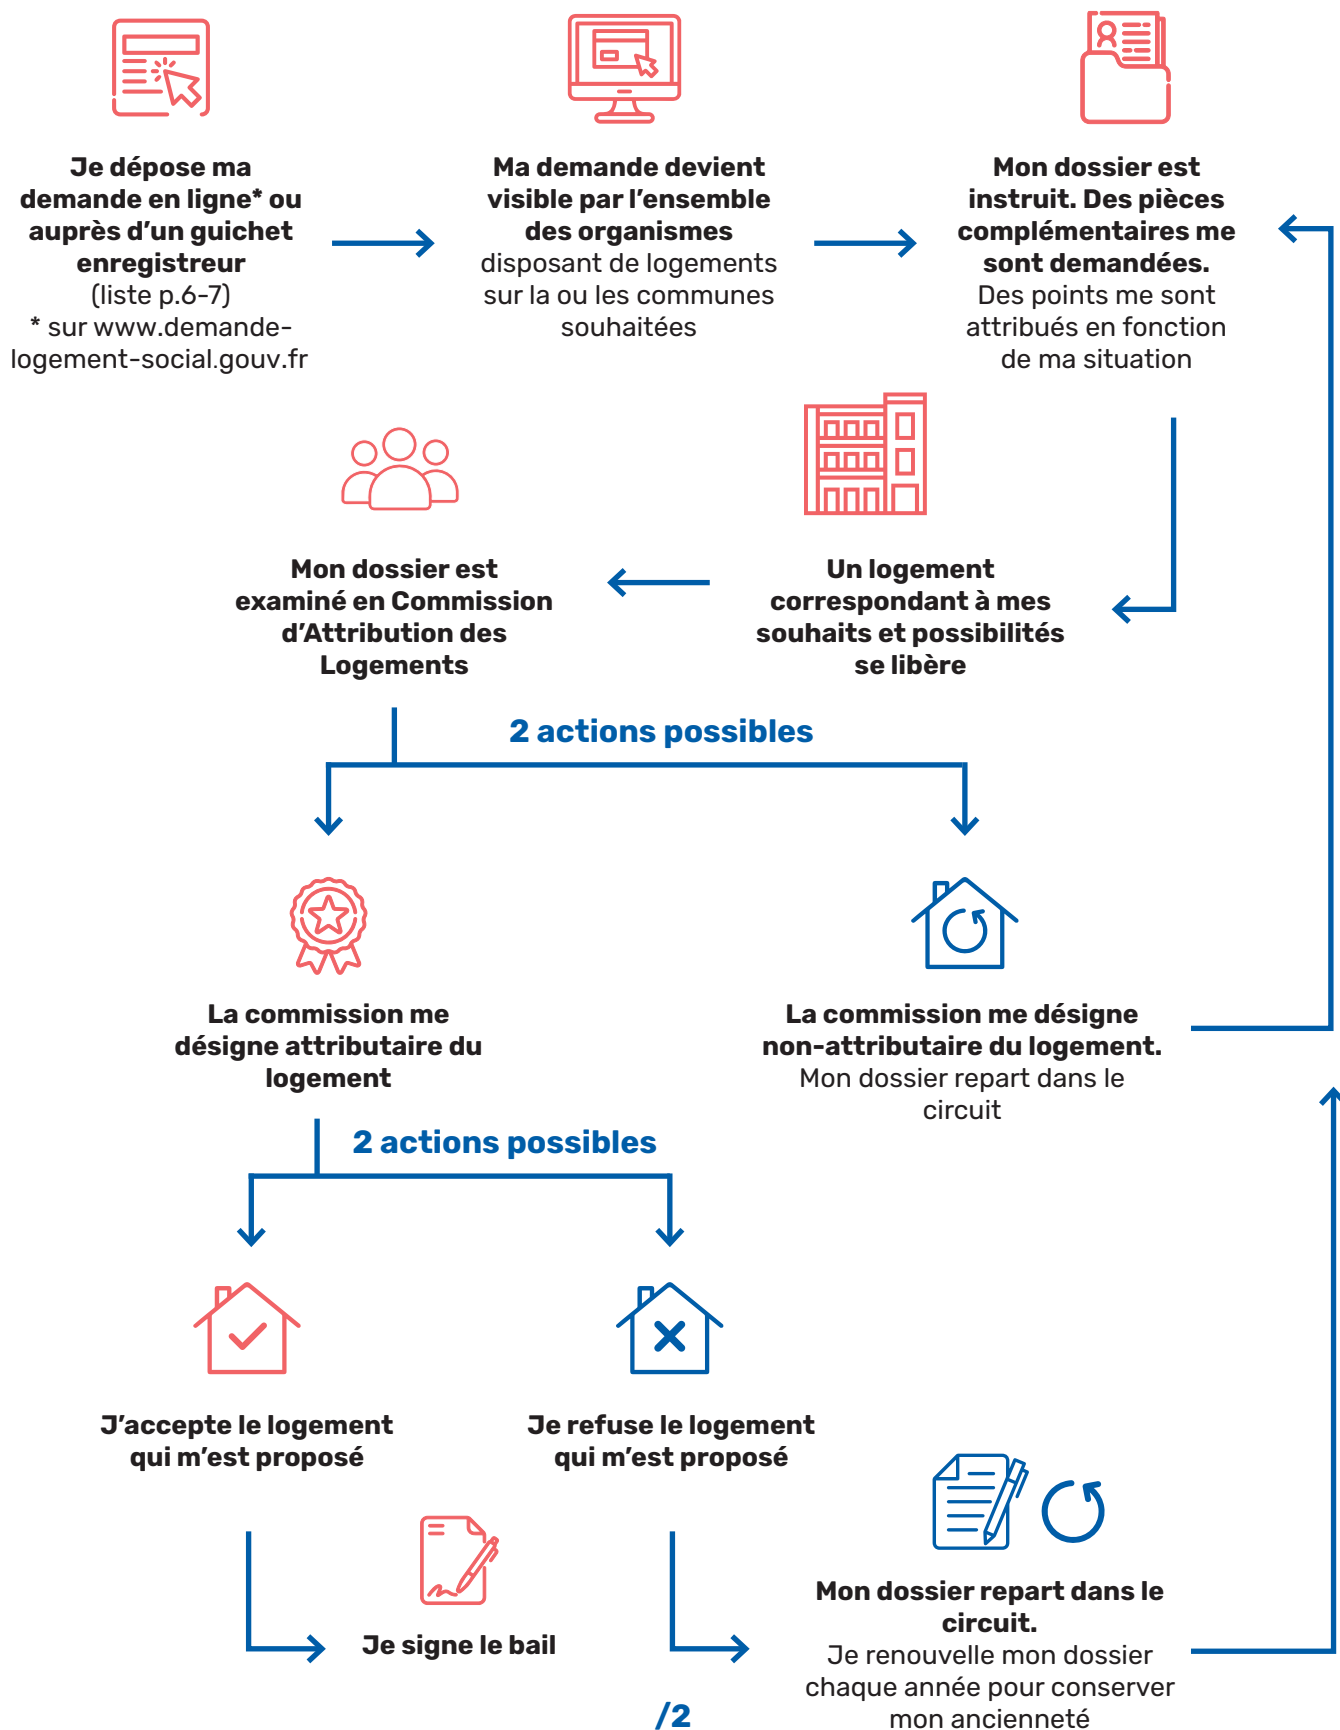 Je dépose ma
demande en ligne* ou
auprès d'un guichet
enregistreur
(liste p.6-7)
* sur www.demande-
logement-social.gouv.fr
Ma demande devient
visible par l'ensemble
des organismes
disposant de logements
sur la ou les communes
souhaitées
Mon dossier est
instruit. Des pièces
complémentaires me
sont demandées.
Des points me sont
attribués en fonction
de ma situation
Un logement
correspondant à mes
souhaits et possibilités
se libère
Mon dossier est
examiné en Commission
d'Attribution des
Logements
2 actions possibles
La commission me
désigne attributaire du
logement
La commission me désigne
non-attributaire du logement.
Mon dossier repart dans le
circuit
2 actions possibles
J'accepte le logement
qui m'est proposé
Je refuse le logement
qui m'est proposé
Je signe le bail
Mon dossier repart dans le
circuit.
Je renouvelle mon dossier
chaque année pour conserver
mon ancienneté
/2